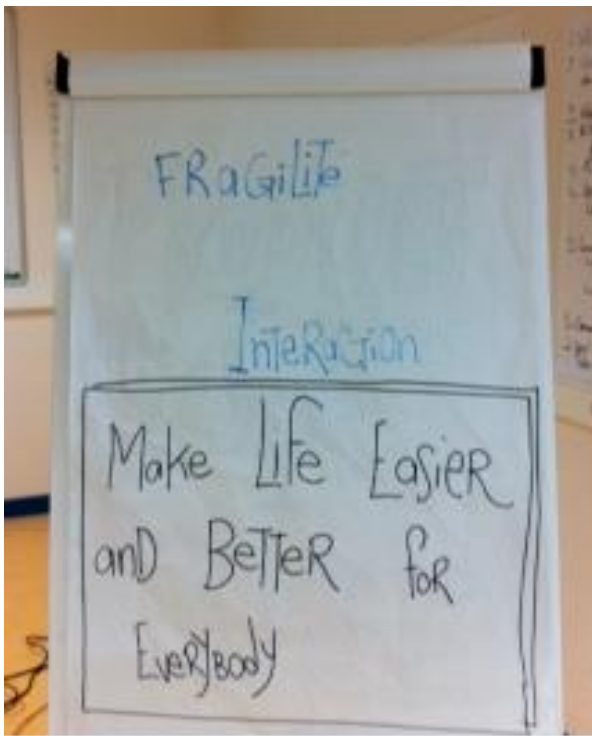 FRaGiLiTe
InTeRaCTion
Make LiFe EasieR
anD BeTTeR foR
EveRyBoDy